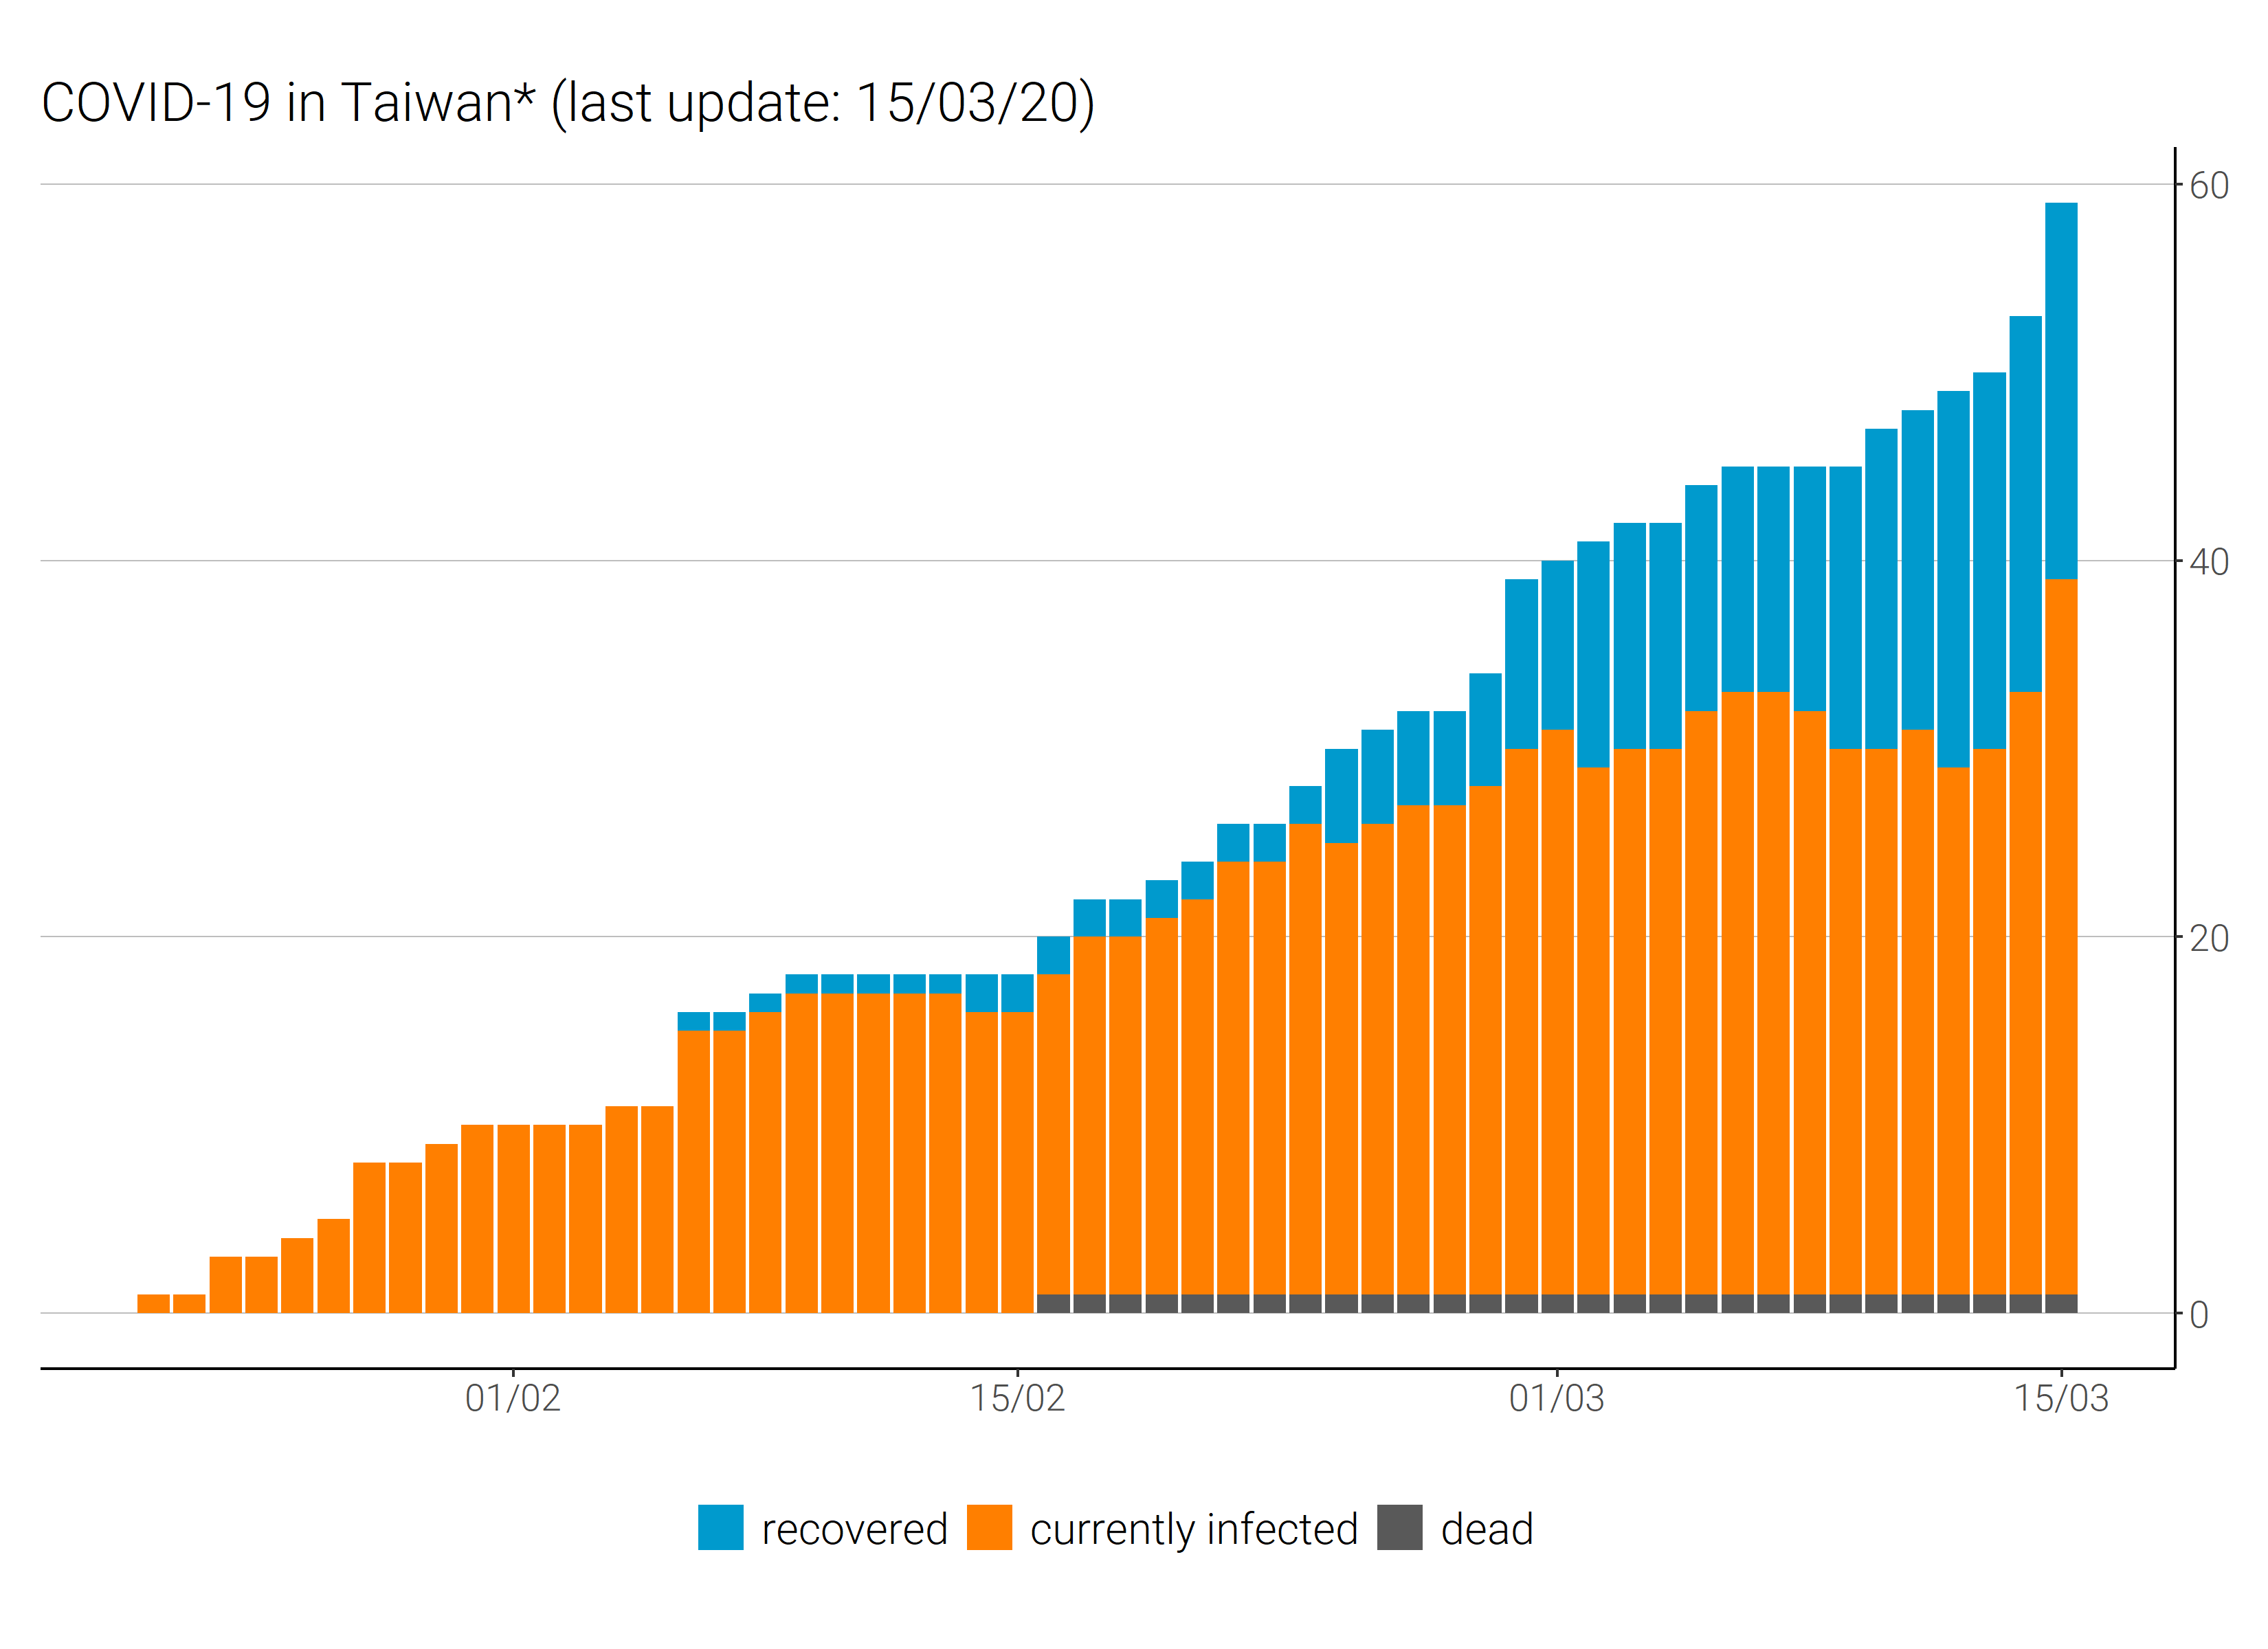 COVID-19 in Taiwan* (last update: 15/03/20)
60
40
20
0
01/02 15/02 01/03 15/03
recovered currently infected dead